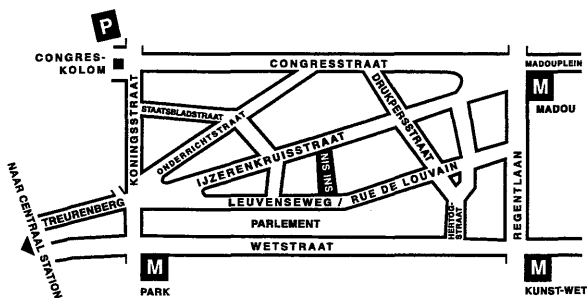 P
CONGRES-
KOLOM
CONGRESSTRAAT
MADOUPLEIN
M
MADOU
KONINGSSTRAAT
STAATSBLADSTRAAT
ONDERRICHTSTRAAT
DRUKPERSSTRAAT
IJZERENKRUISSTRAAT
NIS INS
LEUVENSEWEG / RUE DE LOUVAIN
HERTOG-
STRAAT
REGENTLAAN
TREURENBERG
NAAR CENTRAAL STATION
PARLEMENT
WETSTRAAT
M
PARK
M
KUNST-WET